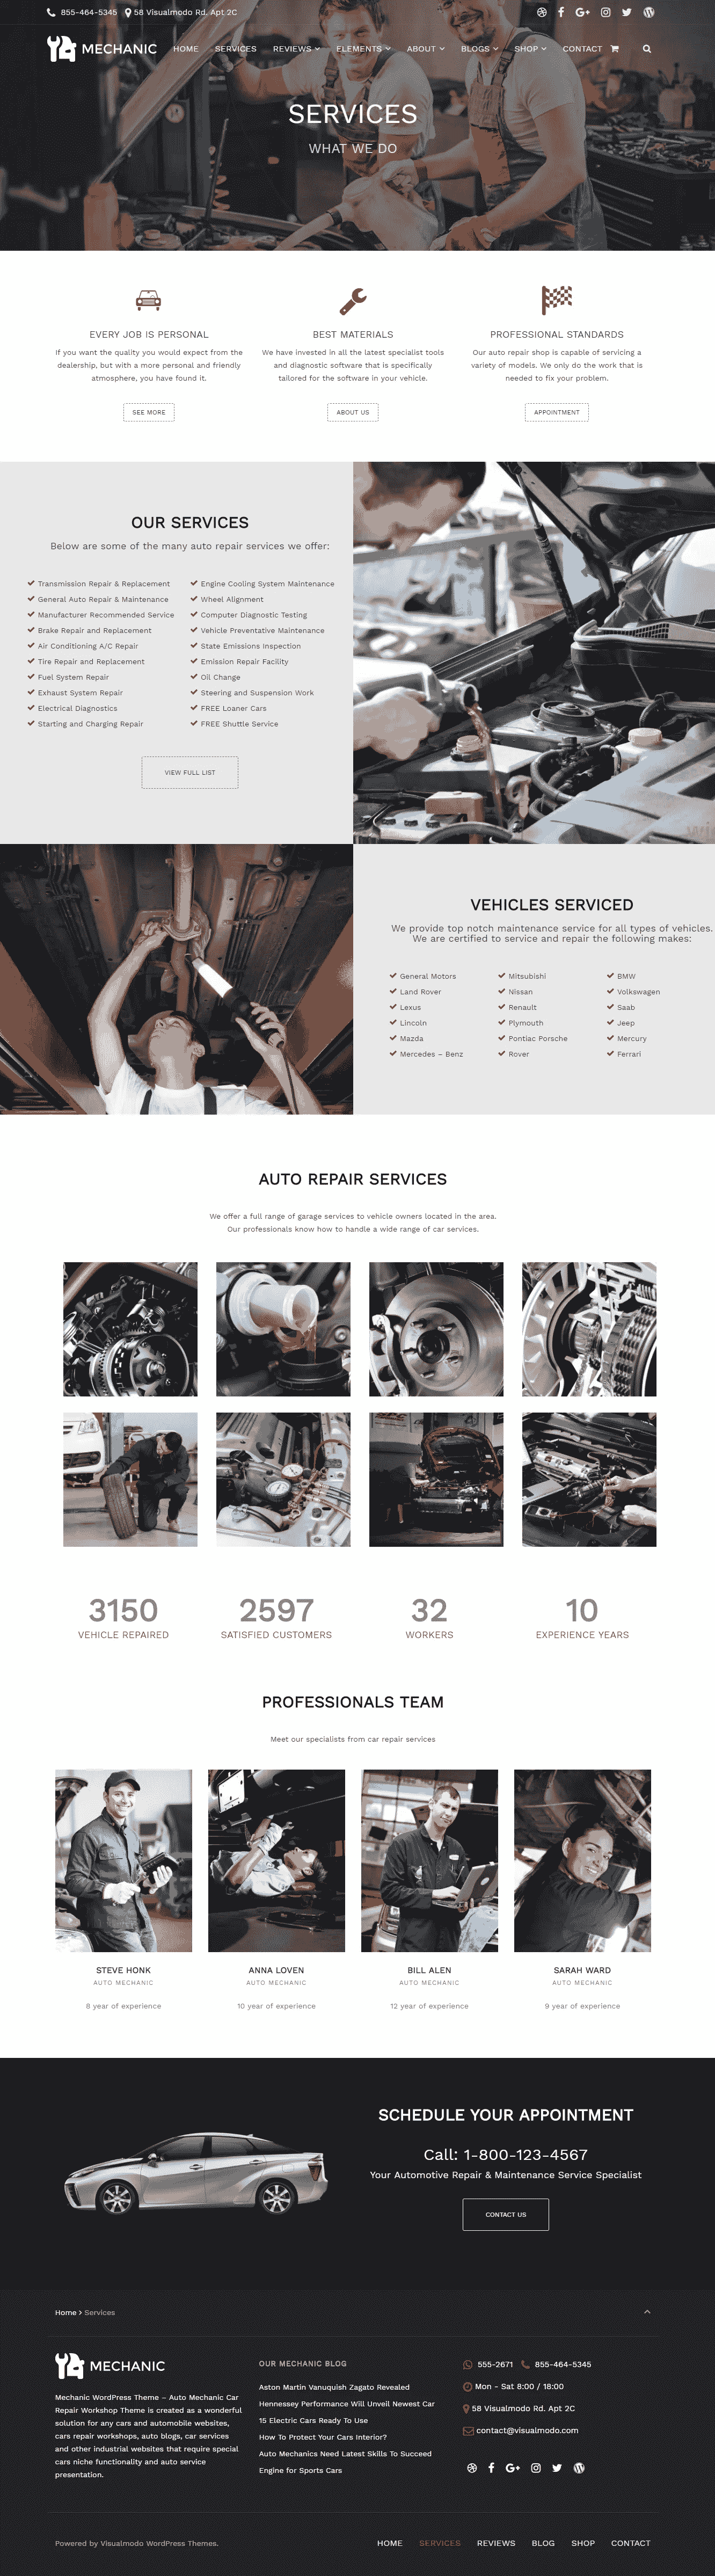 855-464-5345 58 Visualmodo Rd. Apt 2C
MECHANIC HOME SERVICES REVIEWS ELEMENTS ABOUT BLOGS SHOP CONTACT
SERVICES
WHAT WE DO
EVERY JOB IS PERSONAL
If you want the quality you would expect from the
dealership, but with a more personal and friendly
atmosphere, you have found it.
SEE MORE
BEST MATERIALS
We have invested in all the latest specialist tools
and diagnostic software that is specifically
tailored for the software in your vehicle.
ABOUT US
PROFESSIONAL STANDARDS
Our auto repair shop is capable of servicing a
variety of models. We only do the work that is
needed to fix your problem.
APPOINTMENT
OUR SERVICES
Below are some of the many auto repair services we offer:
Transmission Repair & Replacement
General Auto Repair & Maintenance
Manufacturer Recommended Service
Brake Repair and Replacement
Air Conditioning A/C Repair
Tire Repair and Replacement
Fuel System Repair
Exhaust System Repair
Electrical Diagnostics
Starting and Charging Repair
Engine Cooling System Maintenance
Wheel Alignment
Computer Diagnostic Testing
Vehicle Preventative Maintenance
State Emissions Inspection
Emission Repair Facility
Oil Change
Steering and Suspension Work
FREE Loaner Cars
FREE Shuttle Service
VIEW FULL LIST
VEHICLES SERVICED
We provide top notch maintenance service for all types of vehicles.
We are certified to service and repair the following makes:
General Motors
Land Rover
Lexus
Lincoln
Mazda
Mercedes – Benz
Mitsubishi
Nissan
Renault
Plymouth
Pontiac Porsche
Rover
BMW
Volkswagen
Saab
Jeep
Mercury
Ferrari
AUTO REPAIR SERVICES
We offer a full range of garage services to vehicle owners located in the area.
Our professionals know how to handle a wide range of car services.
3150
VEHICLE REPAIRED
2597
SATISFIED CUSTOMERS
32
WORKERS
10
EXPERIENCE YEARS
PROFESSIONALS TEAM
Meet our specialists from car repair services
STEVE HONK
AUTO MECHANIC
8 year of experience
ANNA LOVEN
AUTO MECHANIC
10 year of experience
BILL ALEN
AUTO MECHANIC
12 year of experience
SARAH WARD
AUTO MECHANIC
9 year of experience
SCHEDULE YOUR APPOINTMENT
Call: 1-800-123-4567
Your Automotive Repair & Maintenance Service Specialist
CONTACT US
Home > Services
MECHANIC
Mechanic WordPress Theme – Auto Mechanic Car
Repair Workshop Theme is created as a wonderful
solution for any cars and automobile websites,
cars repair workshops, auto blogs, car services
and other industrial websites that require special
cars niche functionality and auto service
presentation.
OUR MECHANIC BLOG
Aston Martin Vanuquish Zagato Revealed
Hennessey Performance Will Unveil Newest Car
15 Electric Cars Ready To Use
How To Protect Your Cars Interior?
Auto Mechanics Need Latest Skills To Succeed
Engine for Sports Cars
555-2671 855-464-5345
Mon - Sat 8:00 / 18:00
58 Visualmodo Rd. Apt 2C
contact@visualmodo.com
Powered by Visualmodo WordPress Themes.
HOME SERVICES REVIEWS BLOG SHOP CONTACT